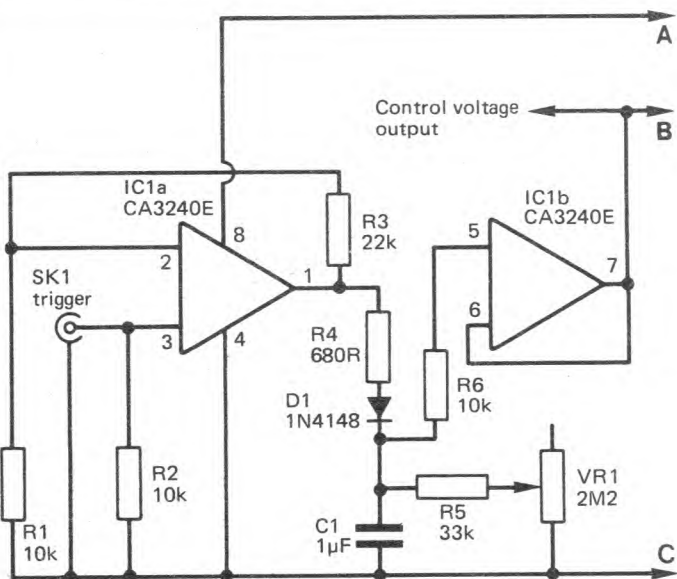 A
Control voltage
output
B
IC1a
CA3240E
IC1b
CA3240E
R3
22k
8
5
7
2
1
SK1
trigger
3
4
6
R4
680R
R6
10k
D1
1N4148
R2
10k
VR1
2M2
R5
33k
R1
10k
C1
1µF
C